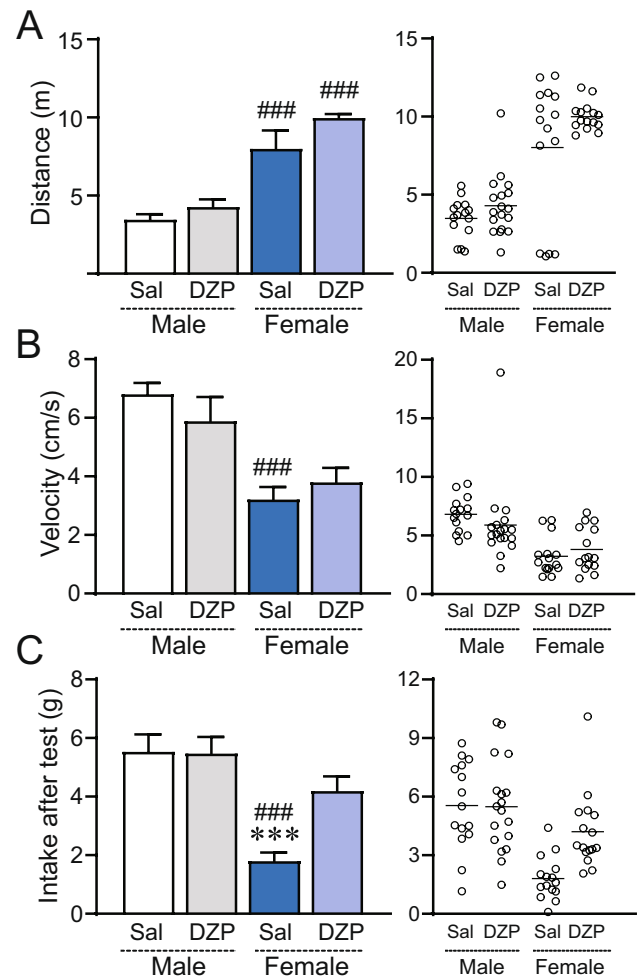 A
Distance (m)
15
10
5
###
###
Sal DZP Sal DZP
Male Female
15
10
5
0
Sal DZP Sal DZP
Male Female
B
Velocity (cm/s)
8
6
4
2
0
###
Sal DZP Sal DZP
Male Female
20
15
10
5
0
Sal DZP Sal DZP
Male Female
C
Intake after test (g)
8
6
4
2
0
###
***
Sal DZP Sal DZP
Male Female
12
9
6
3
0
Sal DZP Sal DZP
Male Female